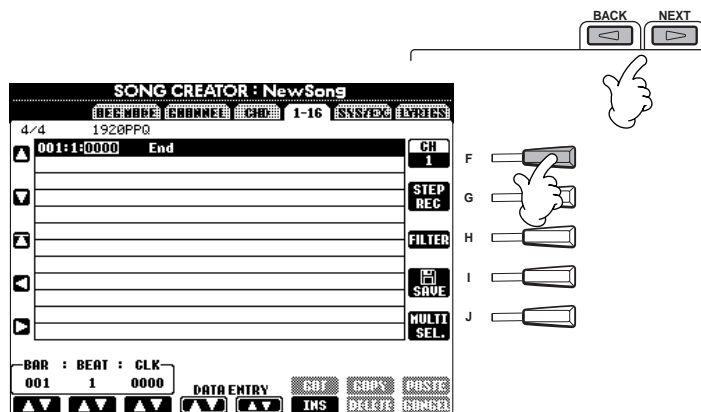 BACK NEXT
SONG CREATOR : NewSong
REC MODE CHANNEL CHD 1-16 SYS/EX. LYRICS
4/4 1920PPQ
001:1:0000 End
CH
1
STEP
REC
FILTER
SAVE
MULTI
SEL.
F
G
H
I
J
BAR : BEAT : CLK
001 1 0000
DATA ENTRY
CUT COPY PASTE
INS DELETE CANCEL